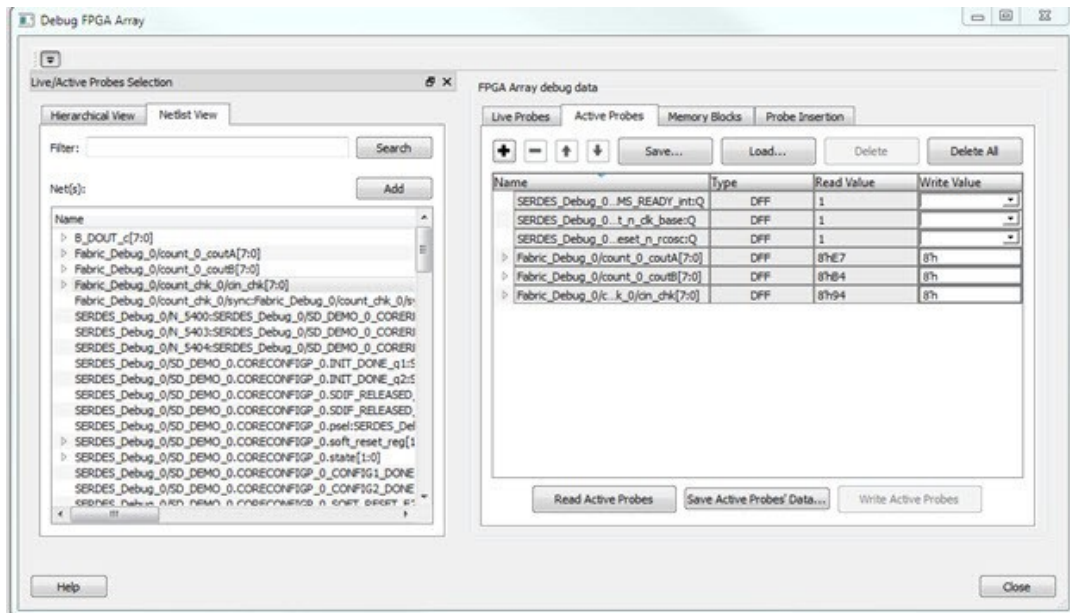 Debug FPGA Array
Live/Active Probes Selection
Hierarchical View Netlist View
Filter: Search
Net(s): Add
Name
B_DOUT_c[7:0]
Fabric_Debug_0/count_0_coutA[7:0]
Fabric_Debug_0/count_0_coutB[7:0]
Fabric_Debug_0/count_chk_0/cin_chk[7:0]
Fabric_Debug_0/count_chk_0/sync:Fabric_Debug_0/count_chk_0/sy
SERDES_Debug_0/N_5400:SERDES_Debug_0/SD_DEMO_0_CORERI
SERDES_Debug_0/N_5403:SERDES_Debug_0/SD_DEMO_0_CORERI
SERDES_Debug_0/N_5404:SERDES_Debug_0/SD_DEMO_0_CORERI
SERDES_Debug_0/SD_DEMO_0.CORECONFIGP_0.INIT_DONE_q1:S
SERDES_Debug_0/SD_DEMO_0.CORECONFIGP_0.INIT_DONE_q2:S
SERDES_Debug_0/SD_DEMO_0.CORECONFIGP_0.SDIF_RELEASED_
SERDES_Debug_0/SD_DEMO_0.CORECONFIGP_0.SDIF_RELEASED_
SERDES_Debug_0/SD_DEMO_0.CORECONFIGP_0.psel:SERDES_Del
SERDES_Debug_0/SD_DEMO_0.CORECONFIGP_0.soft_reset_reg[1
SERDES_Debug_0/SD_DEMO_0.CORECONFIGP_0.state[1:0]
SERDES_Debug_0/SD_DEMO_0.CORECONFIGP_0_CONFIG1_DONE
SERDES_Debug_0/SD_DEMO_0.CORECONFIGP_0_CONFIG2_DONE
FPGA Array debug data
Live Probes Active Probes Memory Blocks Probe Insertion
Save... Load... Delete Delete All
Name Type Read Value Write Value
SERDES_Debug_0...MS_READY_int:Q DFF 1
SERDES_Debug_0...t_n_clk_base:Q DFF 1
SERDES_Debug_0...eset_n_rcosc:Q DFF 1
Fabric_Debug_0/count_0_coutA[7:0] DFF 8'hE7 8'h
Fabric_Debug_0/count_0_coutB[7:0] DFF 8'hB4 8'h
Fabric_Debug_0/c...k_0/cin_chk[7:0] DFF 8'h94 8'h
Read Active Probes Save Active Probes' Data... Write Active Probes
Help Close